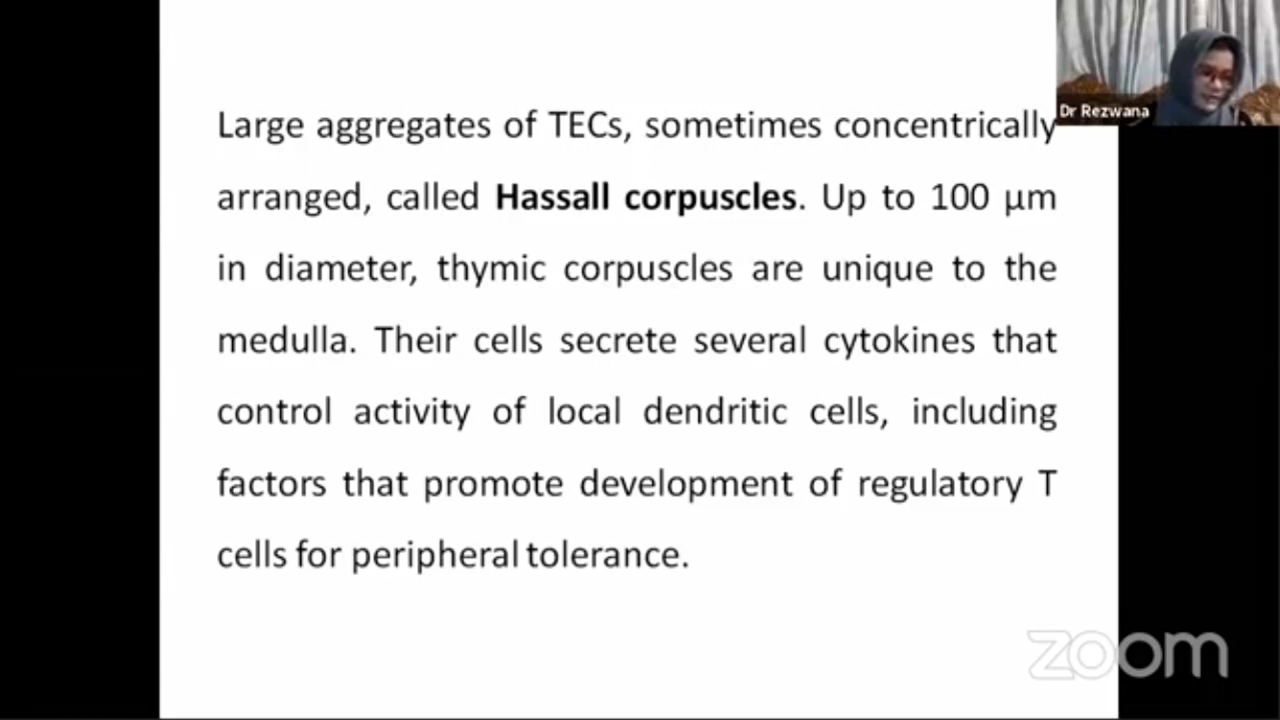 Large aggregates of TECs, sometimes concentrically
arranged, called Hassall corpuscles. Up to 100 µm
in diameter, thymic corpuscles are unique to the
medulla. Their cells secrete several cytokines that
control activity of local dendritic cells, including
factors that promote development of regulatory T
cells for peripheral tolerance.
Dr Rezwana
zoom